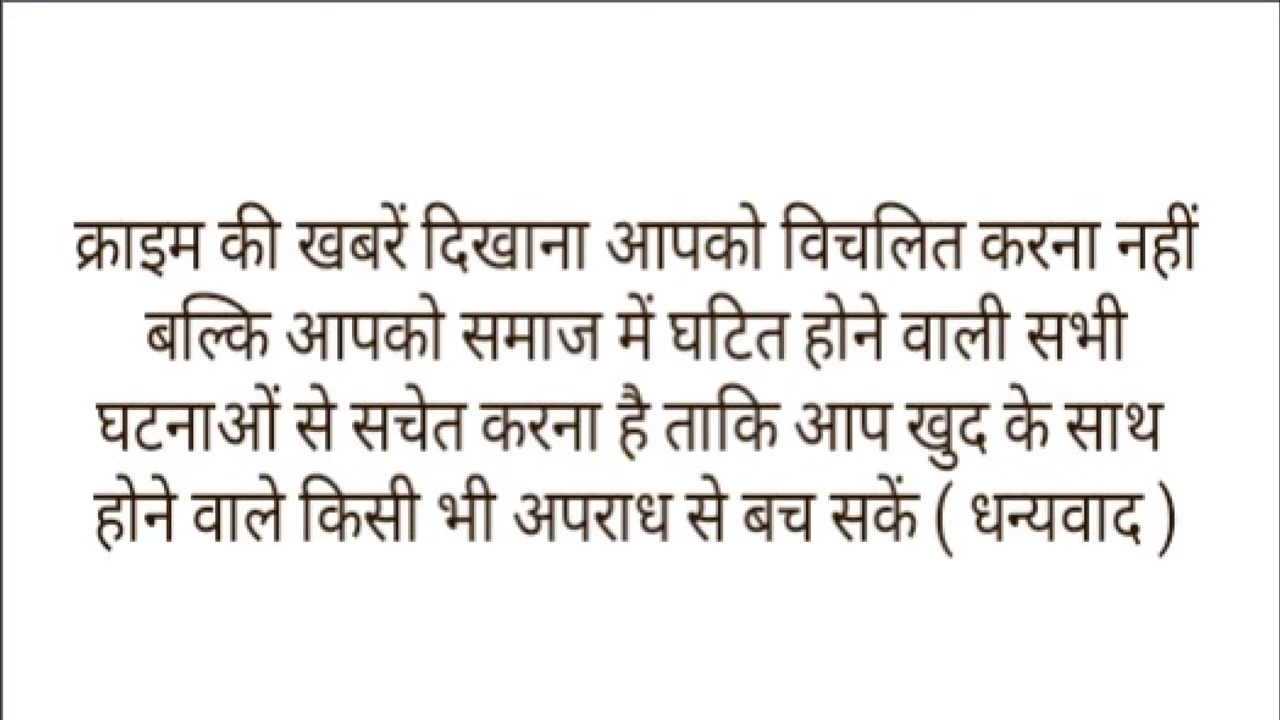 क्राइम की खबरें दिखाना आपको विचलित करना नहीं
बल्कि आपको समाज में घटित होने वाली सभी
घटनाओं से सचेत करना है ताकि आप खुद के साथ
होने वाले किसी भी अपराध से बच सकें ( धन्यवाद )